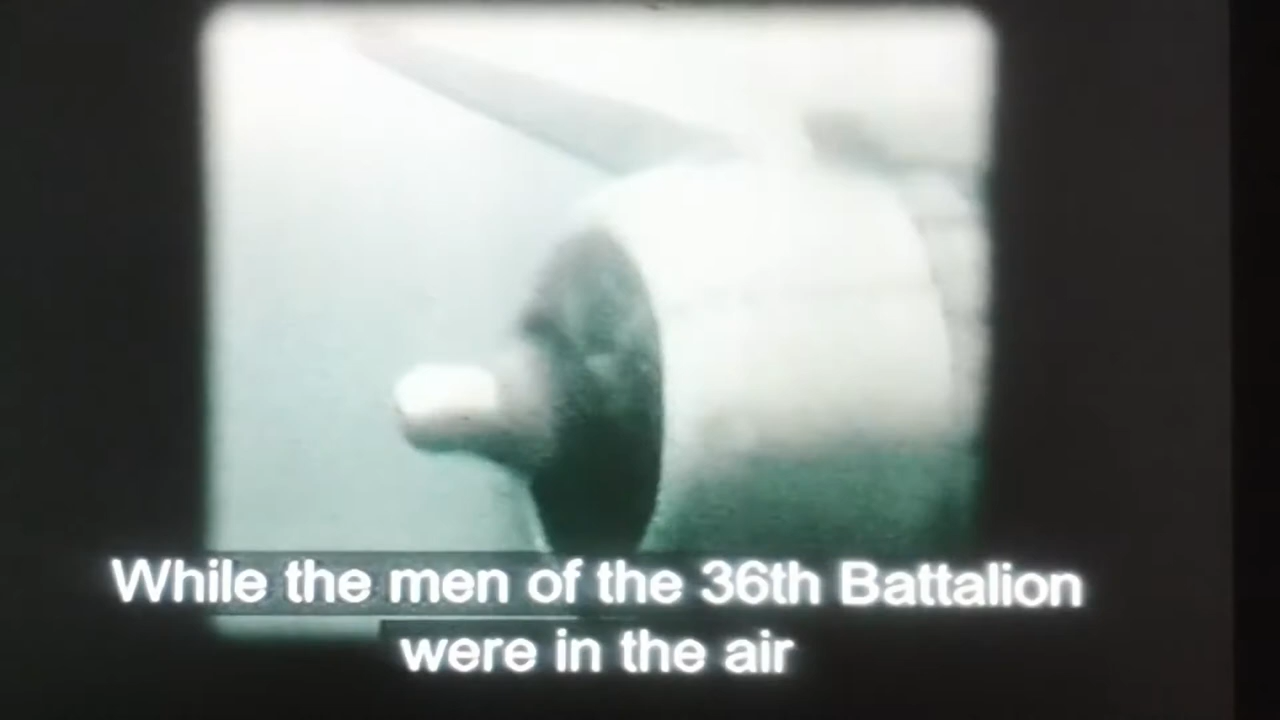 While the men of the 36th Battalion
were in the air